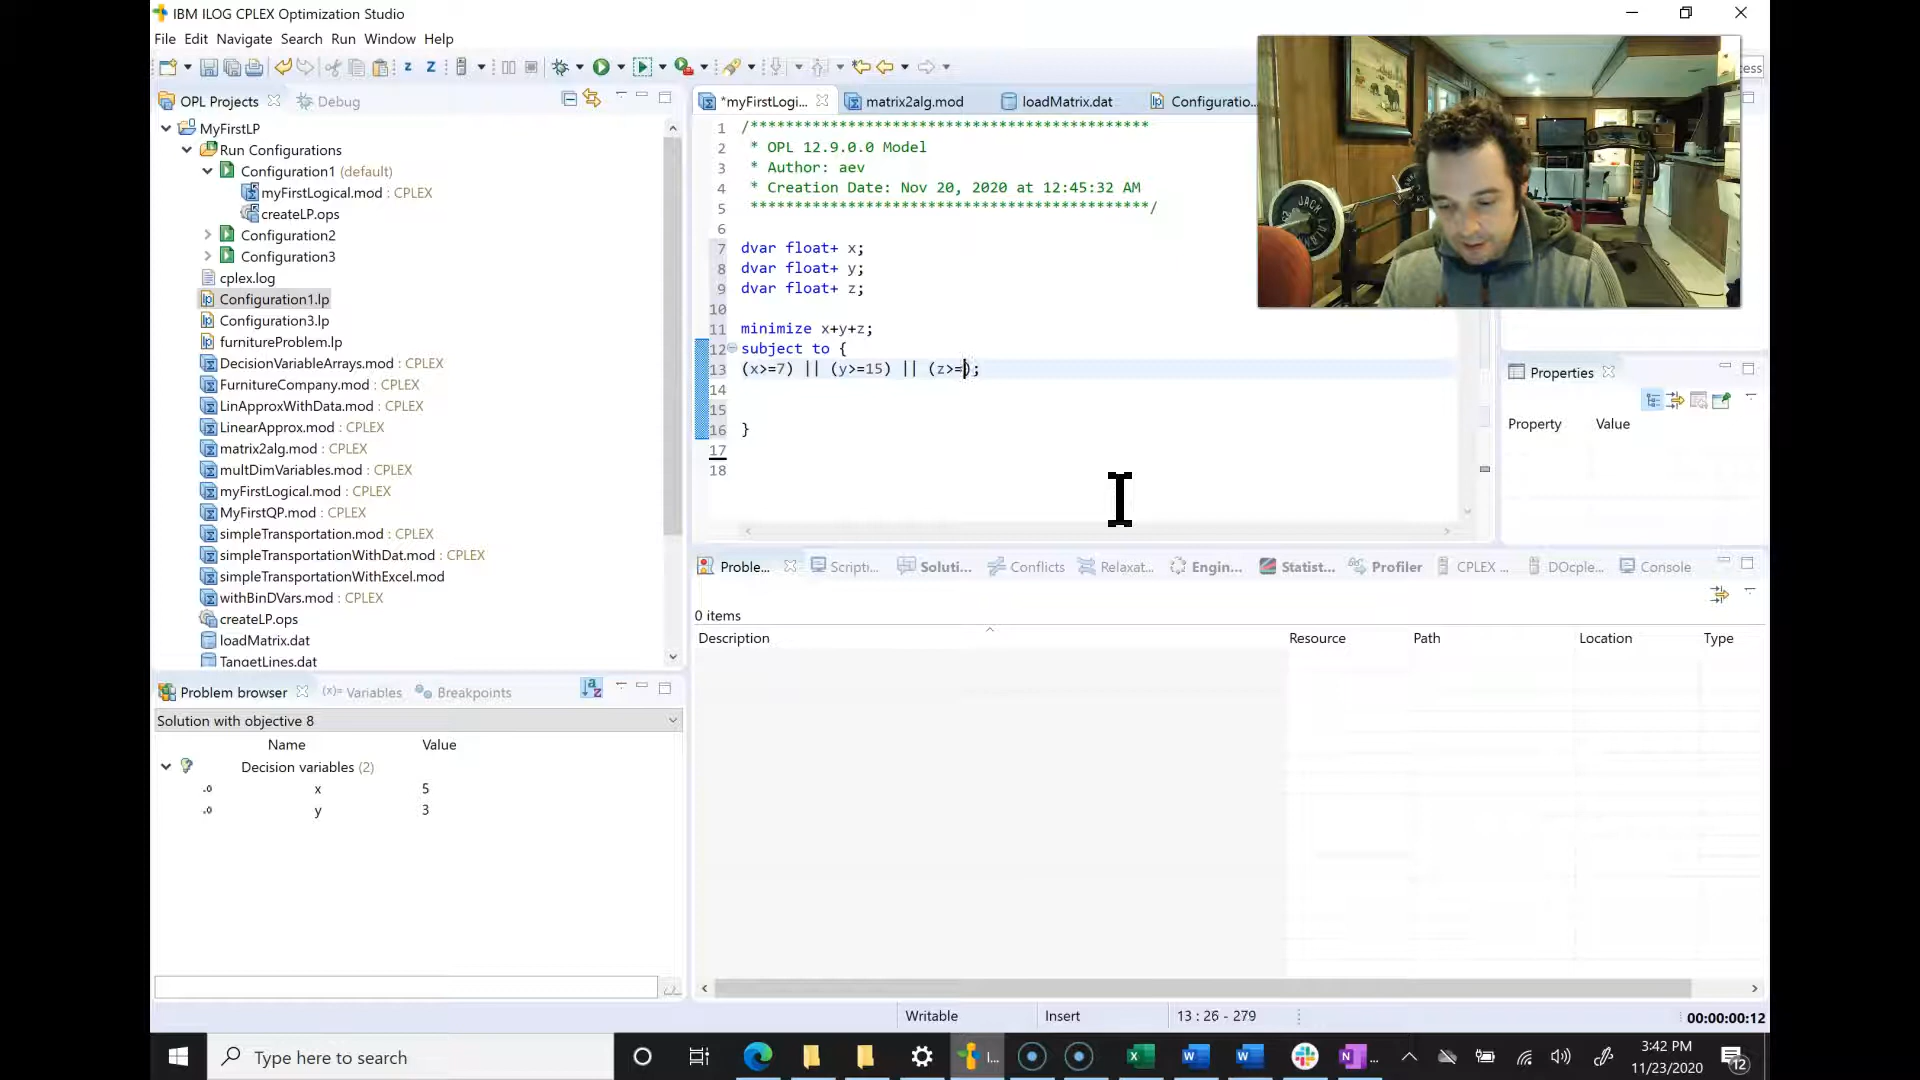 IBM ILOG CPLEX Optimization Studio
File Edit Navigate Search Run Window Help
OPL Projects Debug
MyFirstLP
Run Configurations
Configuration1 (default)
myFirstLogical.mod : CPLEX
createLP.ops
Configuration2
Configuration3
cplex.log
Configuration1.lp
Configuration3.lp
furnitureProblem.lp
DecisionVariableArrays.mod : CPLEX
FurnitureCompany.mod : CPLEX
LinApproxWithData.mod : CPLEX
LinearApprox.mod : CPLEX
matrix2alg.mod : CPLEX
multDimVariables.mod : CPLEX
myFirstLogical.mod : CPLEX
MyFirstQP.mod : CPLEX
simpleTransportation.mod : CPLEX
simpleTransportationWithDat.mod : CPLEX
simpleTransportationWithExcel.mod
withBinDVars.mod : CPLEX
createLP.ops
loadMatrix.dat
TangetLines.dat
*myFirstLogi... matrix2alg.mod loadMatrix.dat Configuratio...
1 /*********************************************
2 * OPL 12.9.0.0 Model
3 * Author: aev
4 * Creation Date: Nov 20, 2020 at 12:45:32 AM
5 *********************************************/
6
7 dvar float+ x;
8 dvar float+ y;
9 dvar float+ z;
10
11 minimize x+y+z;
12 subject to {
13 (x>=7) || (y>=15) || (z>=);
14
15
16 }
17
18
JACK
cess
Properties
Property Value
Proble... Scripti... Soluti... Conflicts Relaxat... Engin... Statist... Profiler CPLEX ... DOcple... Console
0 items
Description Resource Path Location Type
Problem browser (x)= Variables Breakpoints
Solution with objective 8
Name Value
Decision variables (2)
x 5
y 3
Writable Insert 13 : 26 - 279 00:00:00:12
Type here to search
I...
...
3:42 PM
11/23/2020
12